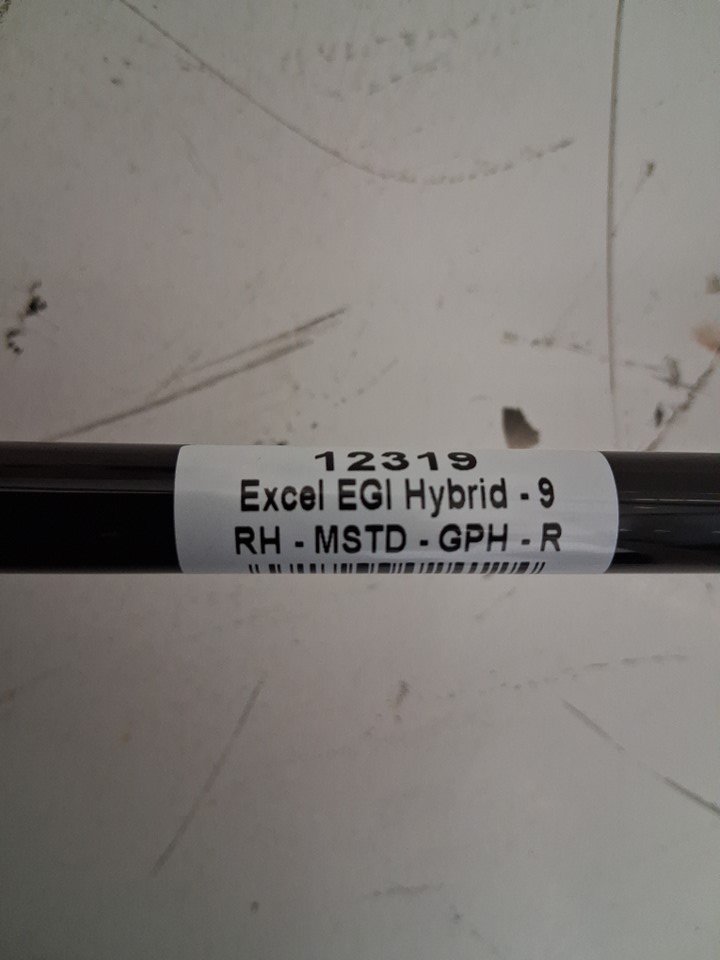 12319
Excel EGI Hybrid - 9
RH - MSTD - GPH - R